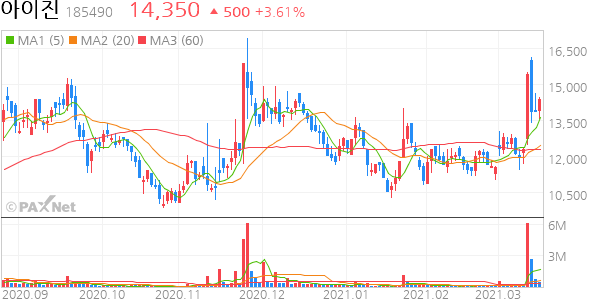 아이진 185490 14,350 ▲ 500 +3.61%
MA1 (5) MA2 (20) MA3 (60)
16,500
15,000
13,500
12,000
10,500
© PAXNet
6M
3M
2020.09 2020.10 2020.11 2020.12 2021.01 2021.02 2021.03